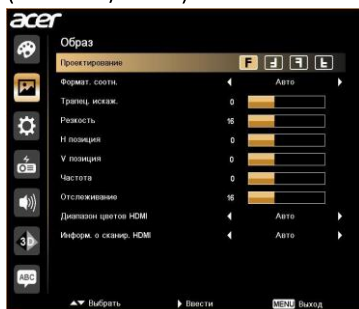 acer
Образ
Проектирование F F F F
Формат. соотн. Авто
Трапец. искаж. 0
Резкость 16
H позиция 0
V позиция 0
Частота 0
Отслеживание 16
Диапазон цветов HDMI Авто
Информ. о сканир. HDMI Авто
3D
ABC
Выбрать Ввести MENU Выход